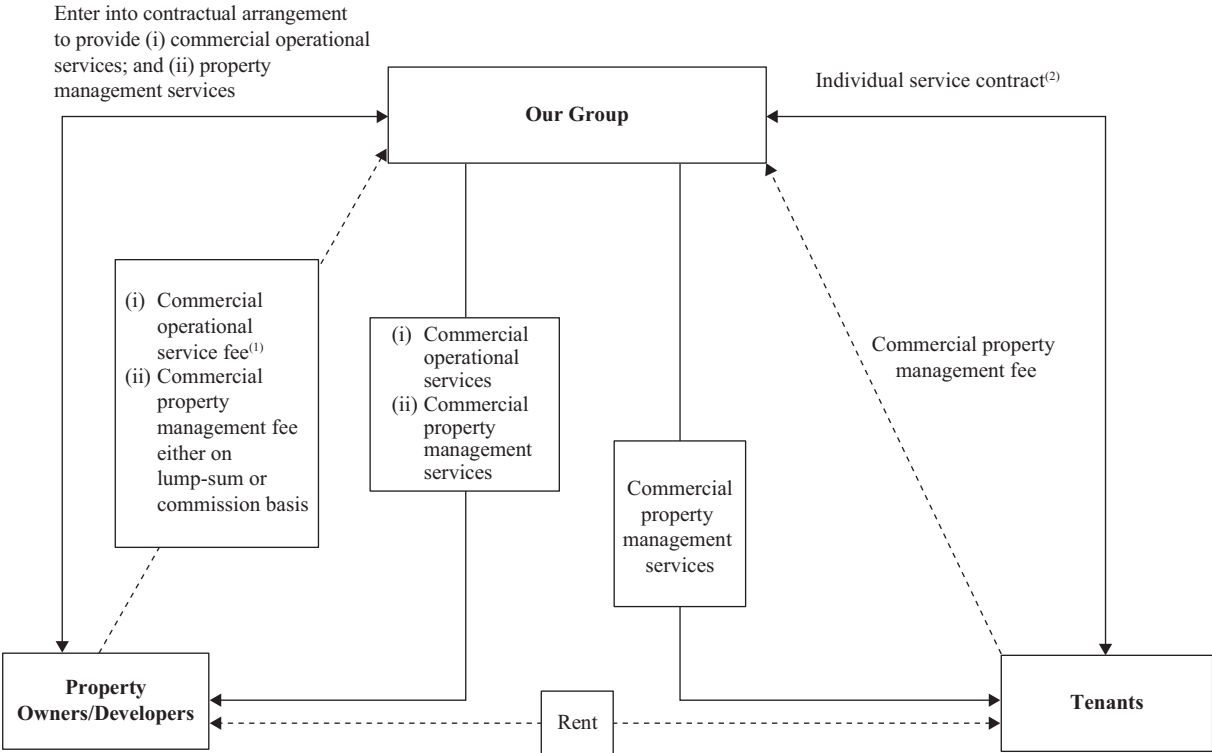 Enter into contractual arrangement
to provide (i) commercial operational
services; and (ii) property
management services
Our Group
Individual service contract(2)
(i) Commercial
operational
service fee(1)
(ii) Commercial
property
management fee
either on
lump-sum or
commission basis
(i) Commercial
operational
services
(ii) Commercial
property
management
services
Commercial
property
management
services
Commercial property
management fee
Property
Owners/Developers
Rent
Tenants